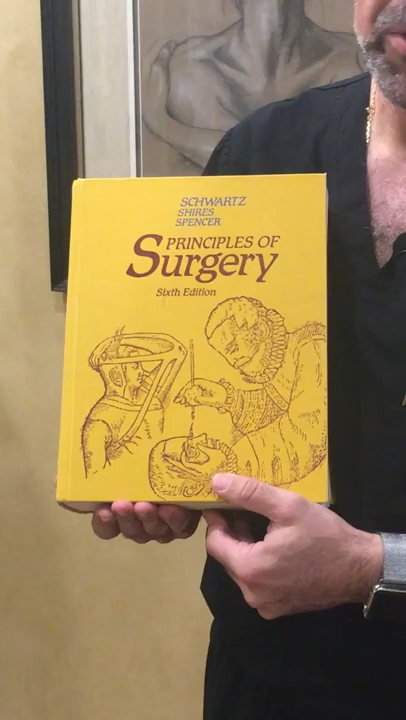 SCHWARTZ
SHIRES
SPENCER
PRINCIPLES OF
Surgery
Sixth Edition